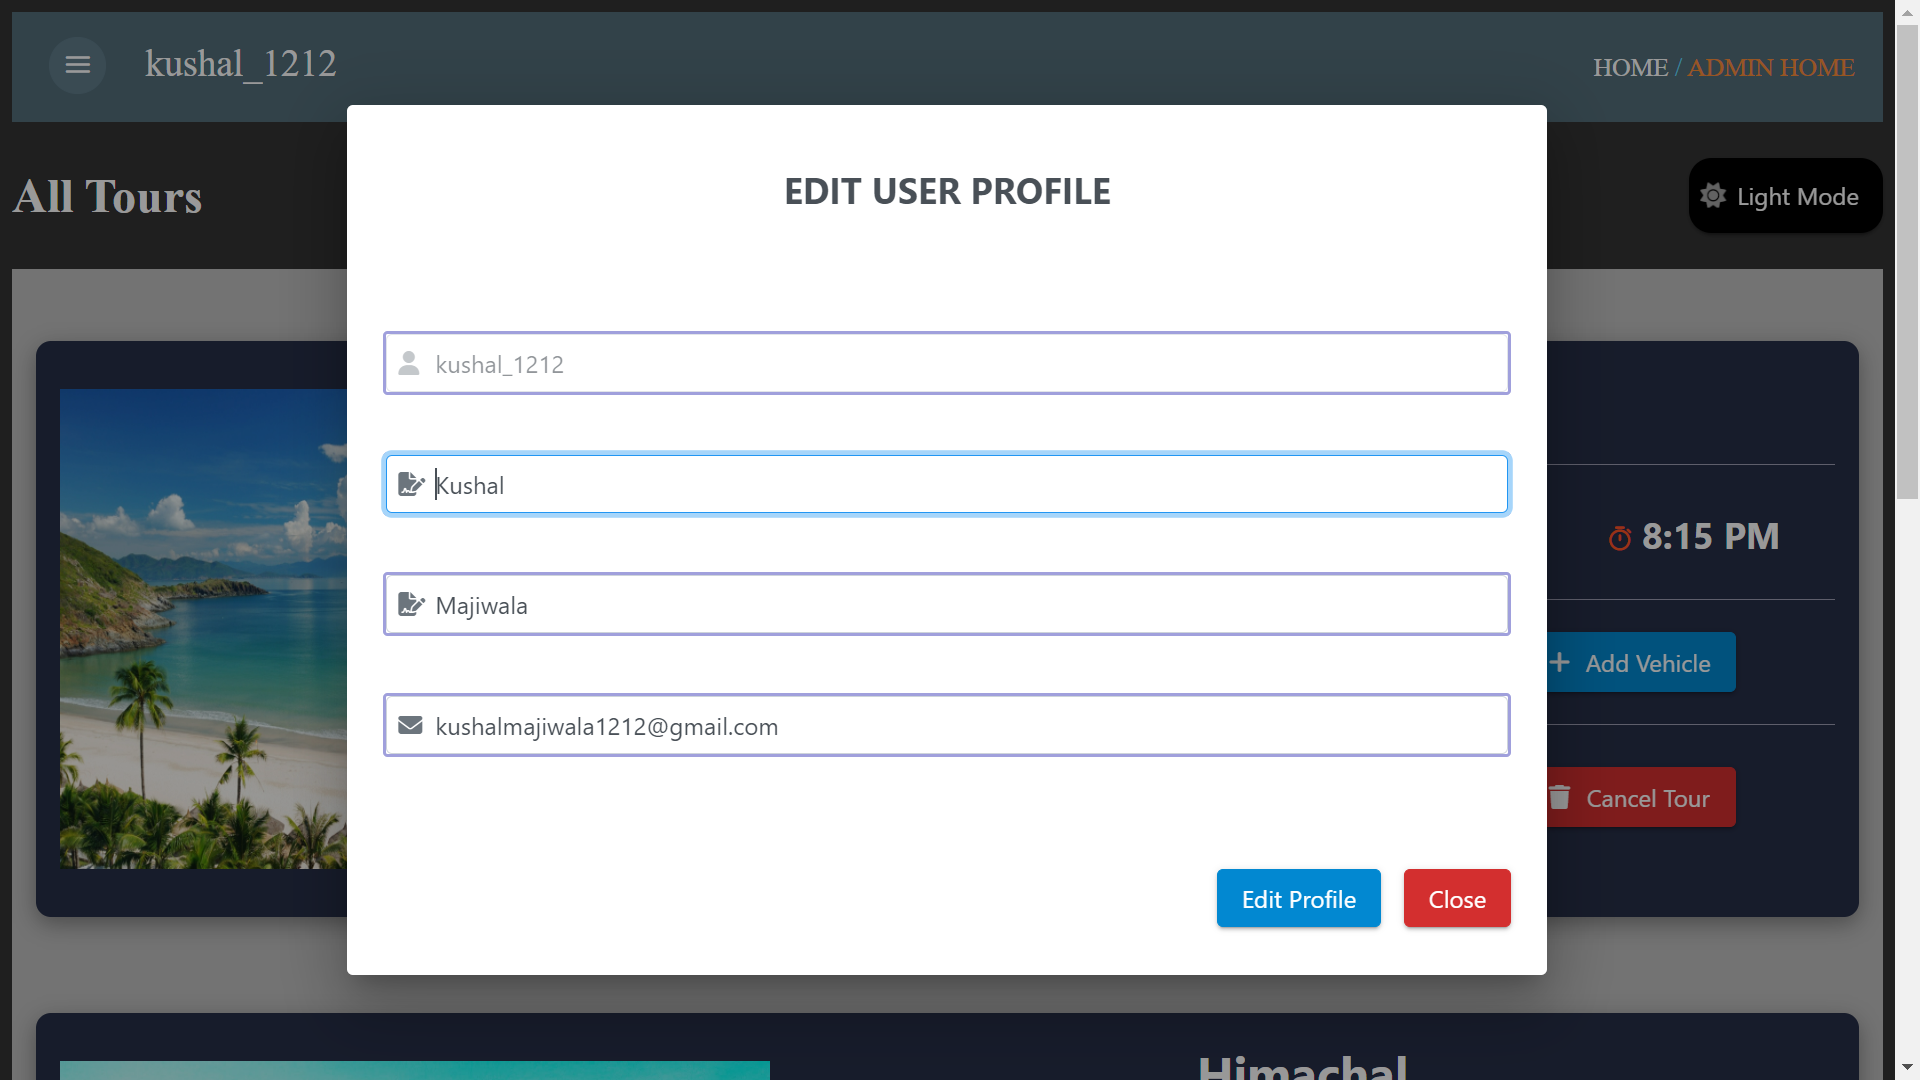 kushal_1212
HOME / ADMIN HOME
All Tours
Light Mode
EDIT USER PROFILE
kushal_1212
Kushal
Majiwala
kushalmajiwala1212@gmail.com
Edit Profile
Close
8:15 PM
Add Vehicle
Cancel Tour
Himachal